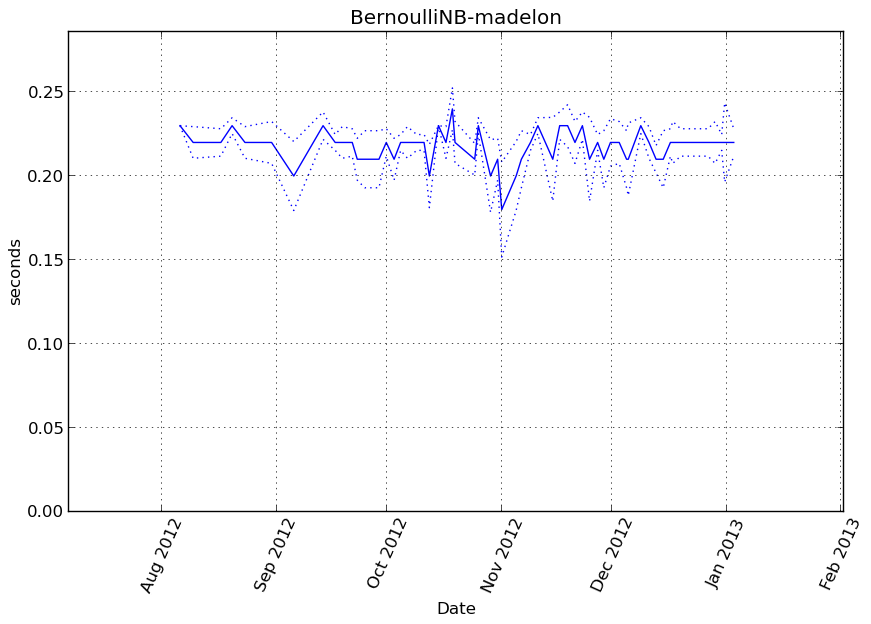 BernoulliNB-madelon
0.25
0.20
0.15
0.10
0.05
0.00
seconds
Aug 2012
Sep 2012
Oct 2012
Nov 2012
Dec 2012
Jan 2013
Feb 2013
Date